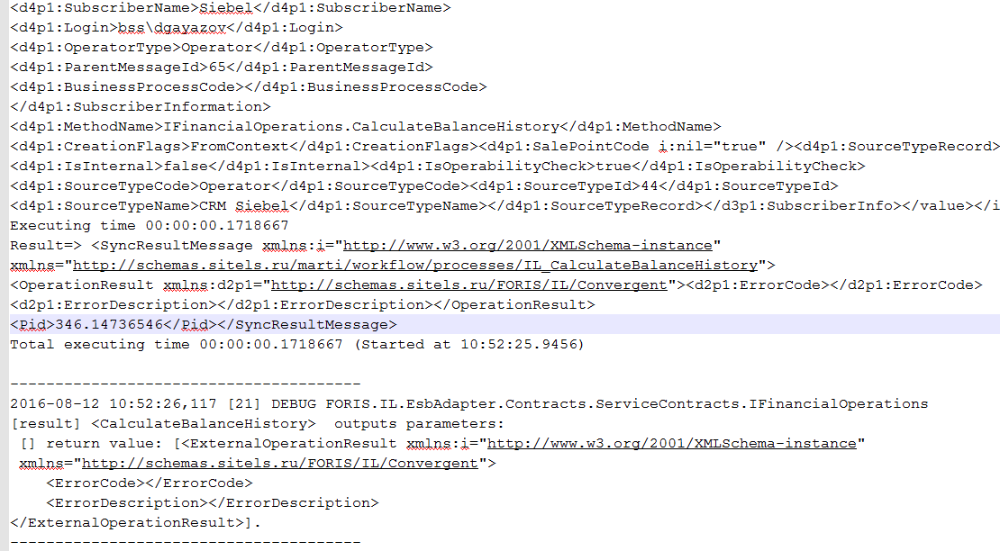 <d4p1:SubscriberName>Siebel</d4p1:SubscriberName>
<d4p1:Login>bss\dgayazov</d4p1:Login>
<d4p1:OperatorType>Operator</d4p1:OperatorType>
<d4p1:ParentMessageId>65</d4p1:ParentMessageId>
<d4p1:BusinessProcessCode></d4p1:BusinessProcessCode>
</d4p1:SubscriberInformation>
<d4p1:MethodName>IFinancialOperations.CalculateBalanceHistory</d4p1:MethodName>
<d4p1:CreationFlags>FromContext</d4p1:CreationFlags><d4p1:SalePointCode i:nil="true" /><d4p1:SourceTypeRecord>
<d4p1:IsInternal>false</d4p1:IsInternal><d4p1:IsOperabilityCheck>true</d4p1:IsOperabilityCheck>
<d4p1:SourceTypeCode>Operator</d4p1:SourceTypeCode><d4p1:SourceTypeId>44</d4p1:SourceTypeId>
<d4p1:SourceTypeName>CRM Siebel</d4p1:SourceTypeName></d4p1:SourceTypeRecord></d3p1:SubscriberInfo></value></i
Executing time 00:00:00.1718667
Result=> <SyncResultMessage xmlns:i="http://www.w3.org/2001/XMLSchema-instance"
xmlns="http://schemas.sitels.ru/marti/workflow/processes/IL_CalculateBalanceHistory">
<OperationResult xmlns:d2p1="http://schemas.sitels.ru/FORIS/IL/Convergent"><d2p1:ErrorCode></d2p1:ErrorCode>
<d2p1:ErrorDescription></d2p1:ErrorDescription></OperationResult>
<Pid>346.14736546</Pid></SyncResultMessage>
Total executing time 00:00:00.1718667 (Started at 10:52:25.9456)
---------------------------------------
2016-08-12 10:52:26,117 [21] DEBUG FORIS.IL.EsbAdapter.Contracts.ServiceContracts.IFinancialOperations
[result] <CalculateBalanceHistory>  outputs parameters:
[] return value: [<ExternalOperationResult xmlns:i="http://www.w3.org/2001/XMLSchema-instance"
xmlns="http://schemas.sitels.ru/FORIS/IL/Convergent">
<ErrorCode></ErrorCode>
<ErrorDescription></ErrorDescription>
</ExternalOperationResult>].
---------------------------------------